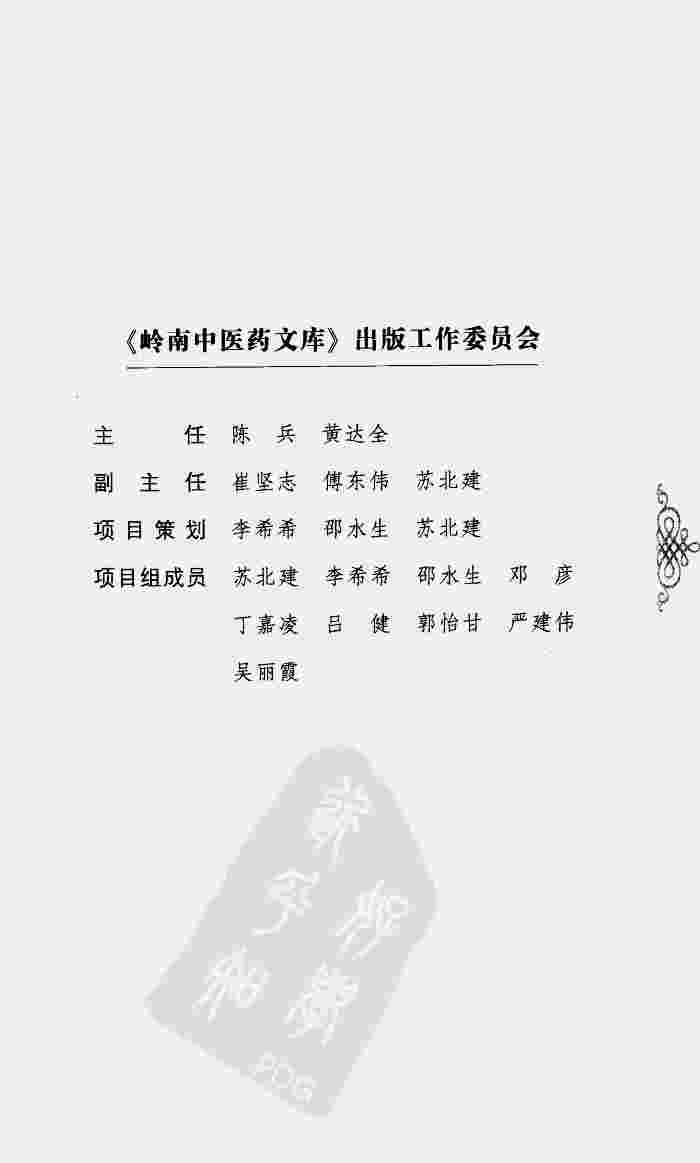 《岭南中医药文库》出版工作委员会
主 任 陈 兵 黄达全
副 主 任 崔坚志 傅东伟 苏北建
项目策划 李希希 邵水生 苏北建
项目组成员 苏北建 李希希 邵水生 邓 彦
丁嘉凌 吕 健 郭怡甘 严建伟
吴丽霞
PDG